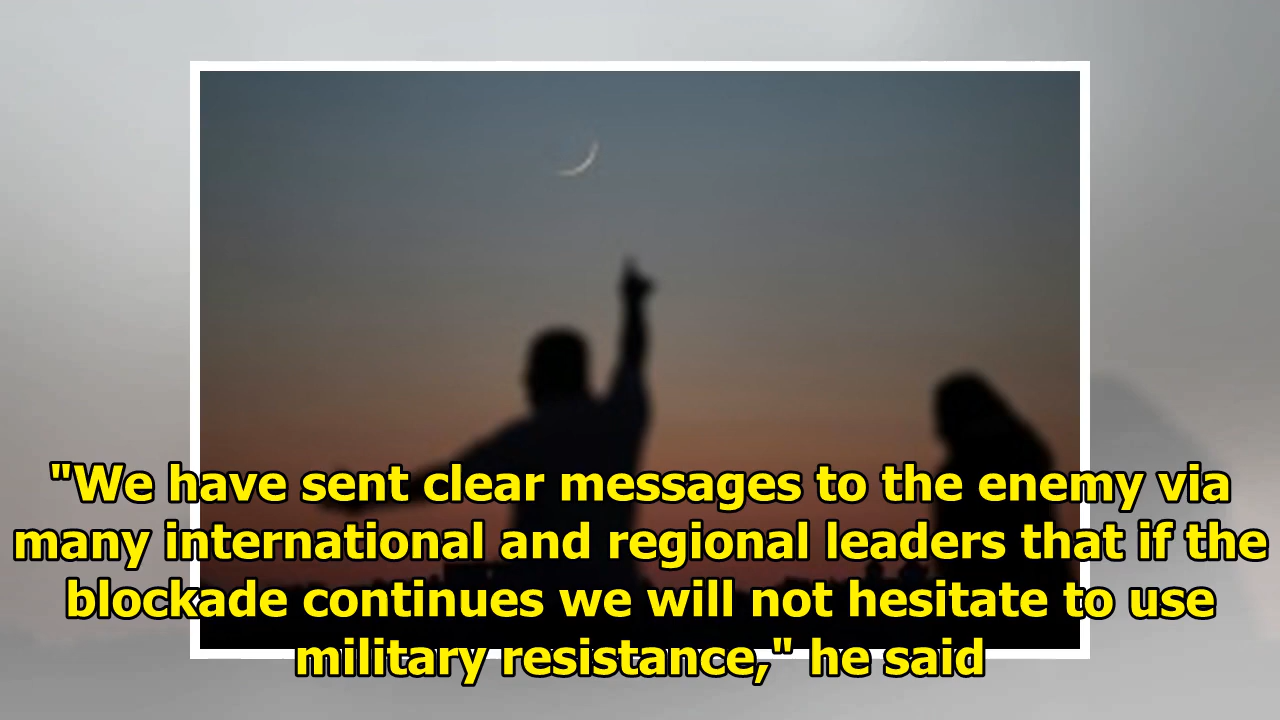 "We have sent clear messages to the enemy via
many international and regional leaders that if the
blockade continues we will not hesitate to use
military resistance," he said